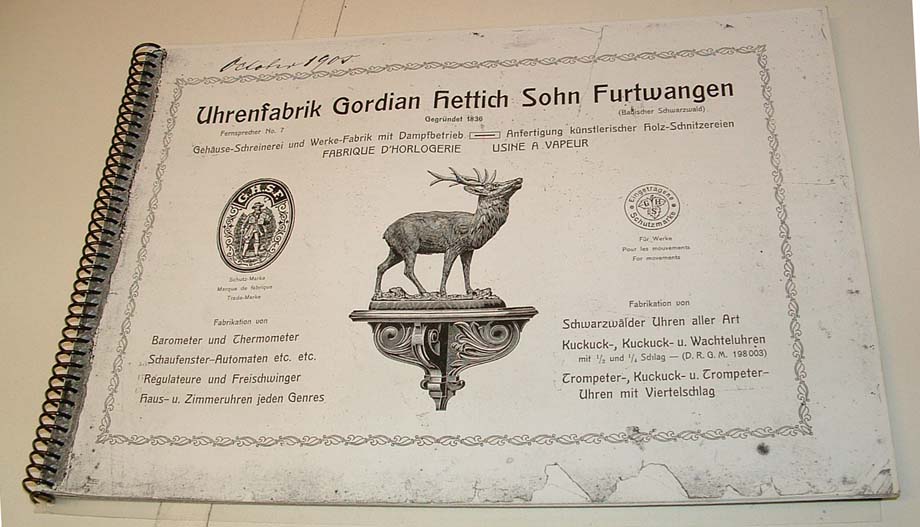 October 1905
Uhrenfabrik Gordian Hettich Sohn Furtwangen
Fernsprecher No. 7
Gegründet 1836
(Badischer Schwarzwald)
Gehäuse-Schreinerei und Werke-Fabrik mit Dampfbetrieb
Anfertigung künstlerischer Holz-Schnitzereien
FABRIQUE D'HORLOGERIE USINE A VAPEUR
G.H.S.F.
Schutz-Marke
Marque de fabrique
Trade-Marke
Eingetragene
GHS
Schutzmarke
Für Werke
Pour les mouvements
For movements
Fabrikation von
Barometer und Thermometer
Schaufenster-Automaten etc. etc.
Regulateure und Freischwinger
Haus- u. Zimmeruhren jeden Genres
Fabrikation von
Schwarzwälder Uhren aller Art
Kuckuck-, Kuckuck- u. Wachteluhren
mit 1/2 und 1/4 Schlag — (D. R. G. M. 198003)
Trompeter-, Kuckuck- u. Trompeter-
Uhren mit Viertelschlag